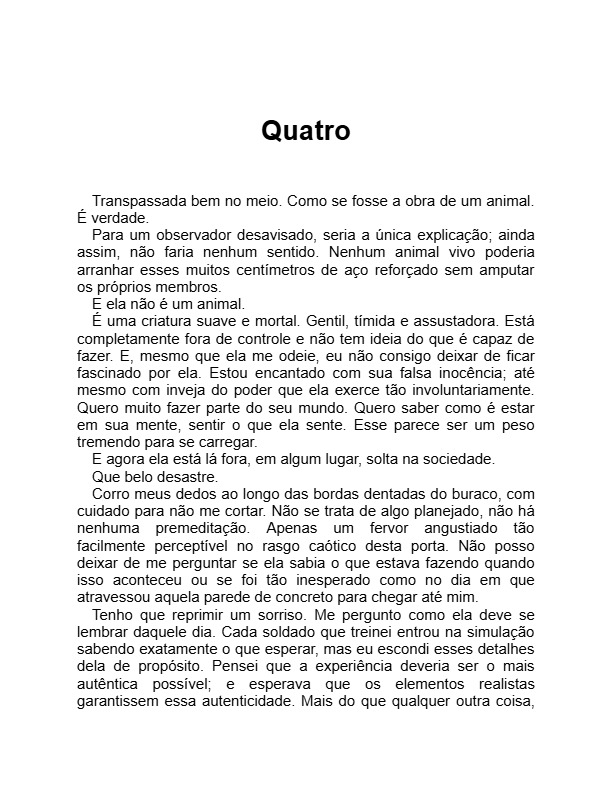 Quatro
Transpassada bem no meio. Como se fosse a obra de um animal.
É verdade.
Para um observador desavisado, seria a única explicação; ainda
assim, não faria nenhum sentido. Nenhum animal vivo poderia
arranhar esses muitos centímetros de aço reforçado sem amputar
os próprios membros.
E ela não é um animal.
É uma criatura suave e mortal. Gentil, tímida e assustadora. Está
completamente fora de controle e não tem ideia do que é capaz de
fazer. E, mesmo que ela me odeie, eu não consigo deixar de ficar
fascinado por ela. Estou encantado com sua falsa inocência; até
mesmo com inveja do poder que ela exerce tão involuntariamente.
Quero muito fazer parte do seu mundo. Quero saber como é estar
em sua mente, sentir o que ela sente. Esse parece ser um peso
tremendo para se carregar.
E agora ela está lá fora, em algum lugar, solta na sociedade.
Que belo desastre.
Corro meus dedos ao longo das bordas dentadas do buraco, com
cuidado para não me cortar. Não se trata de algo planejado, não há
nenhuma premeditação. Apenas um fervor angustiado tão
facilmente perceptível no rasgo caótico desta porta. Não posso
deixar de me perguntar se ela sabia o que estava fazendo quando
isso aconteceu ou se foi tão inesperado como no dia em que
atravessou aquela parede de concreto para chegar até mim.
Tenho que reprimir um sorriso. Me pergunto como ela deve se
lembrar daquele dia. Cada soldado que treinei entrou na simulação
sabendo exatamente o que esperar, mas eu escondi esses detalhes
dela de propósito. Pensei que a experiência deveria ser o mais
autêntica possível; e esperava que os elementos realistas
garantissem essa autenticidade. Mais do que qualquer outra coisa,